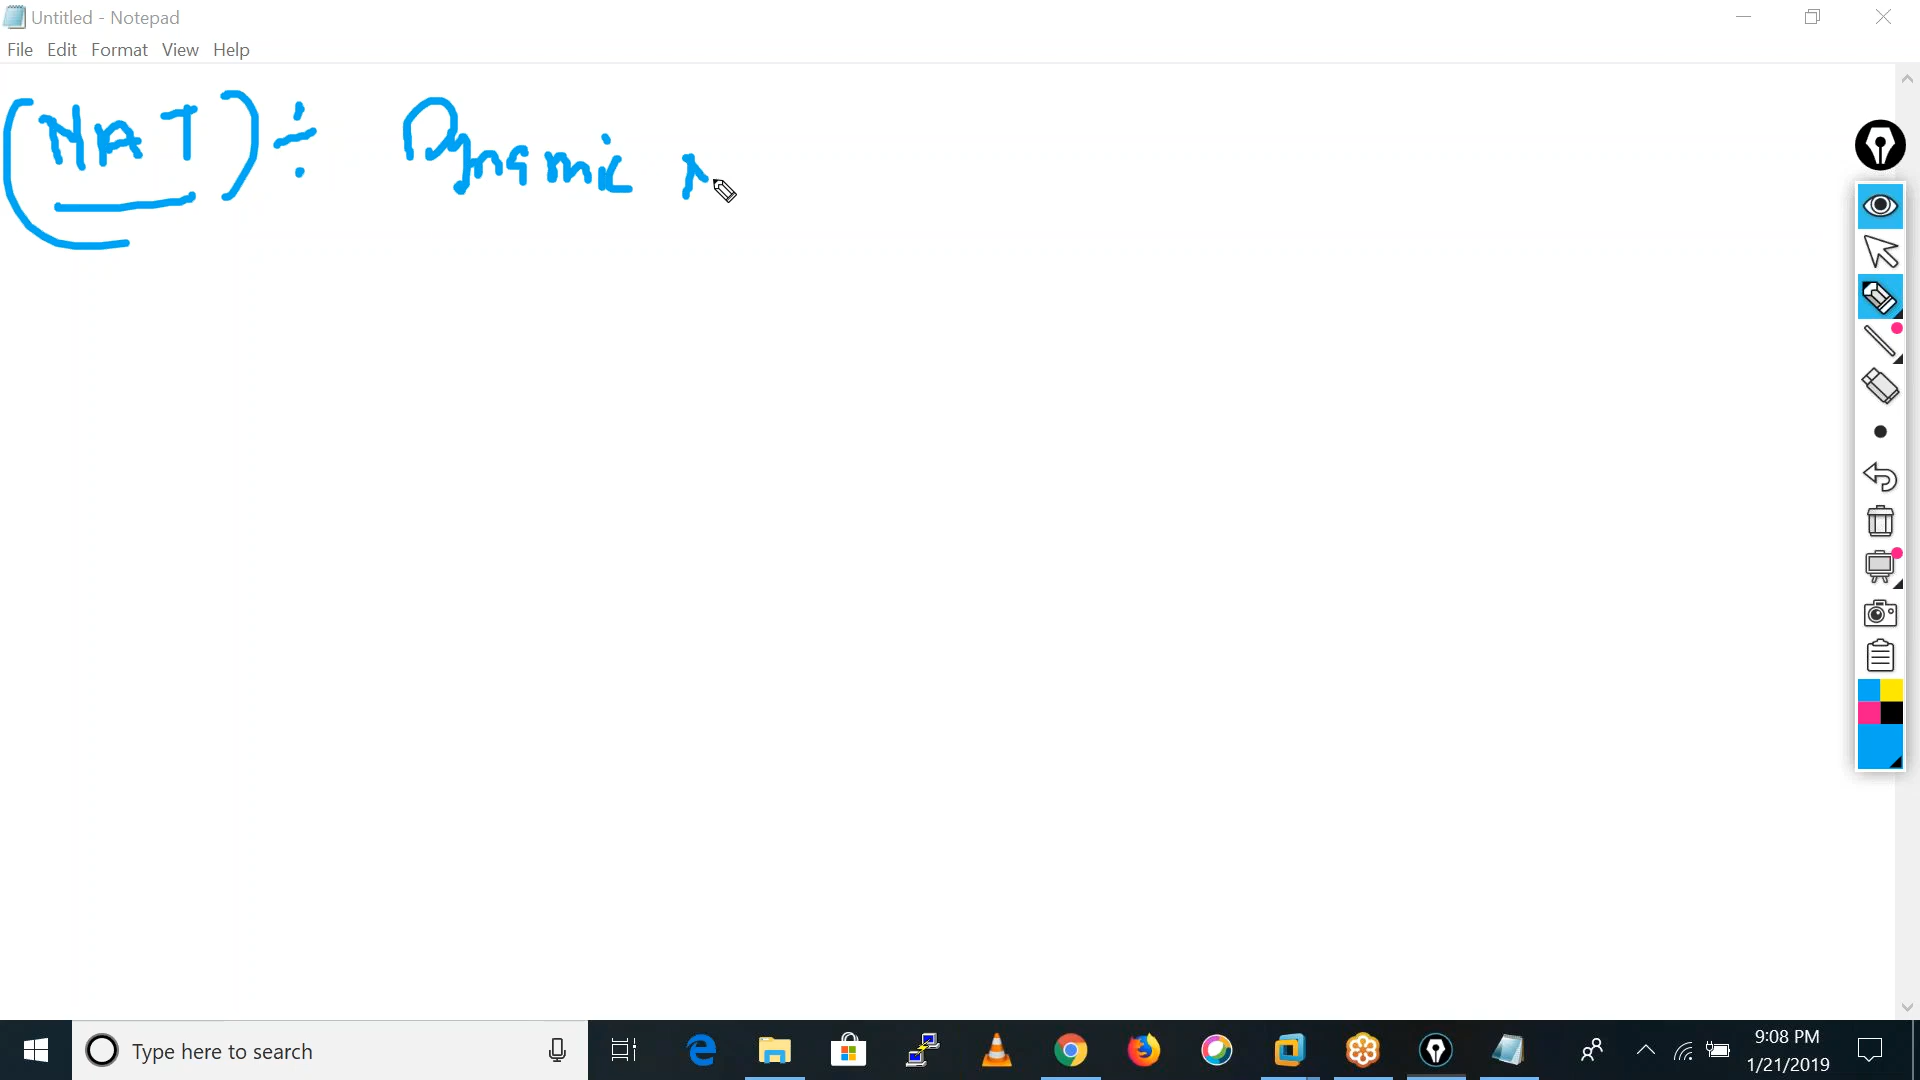 Untitled - Notepad
File Edit Format View Help
(NAT) ÷ Dynamic
Type here to search
9:08 PM
1/21/2019